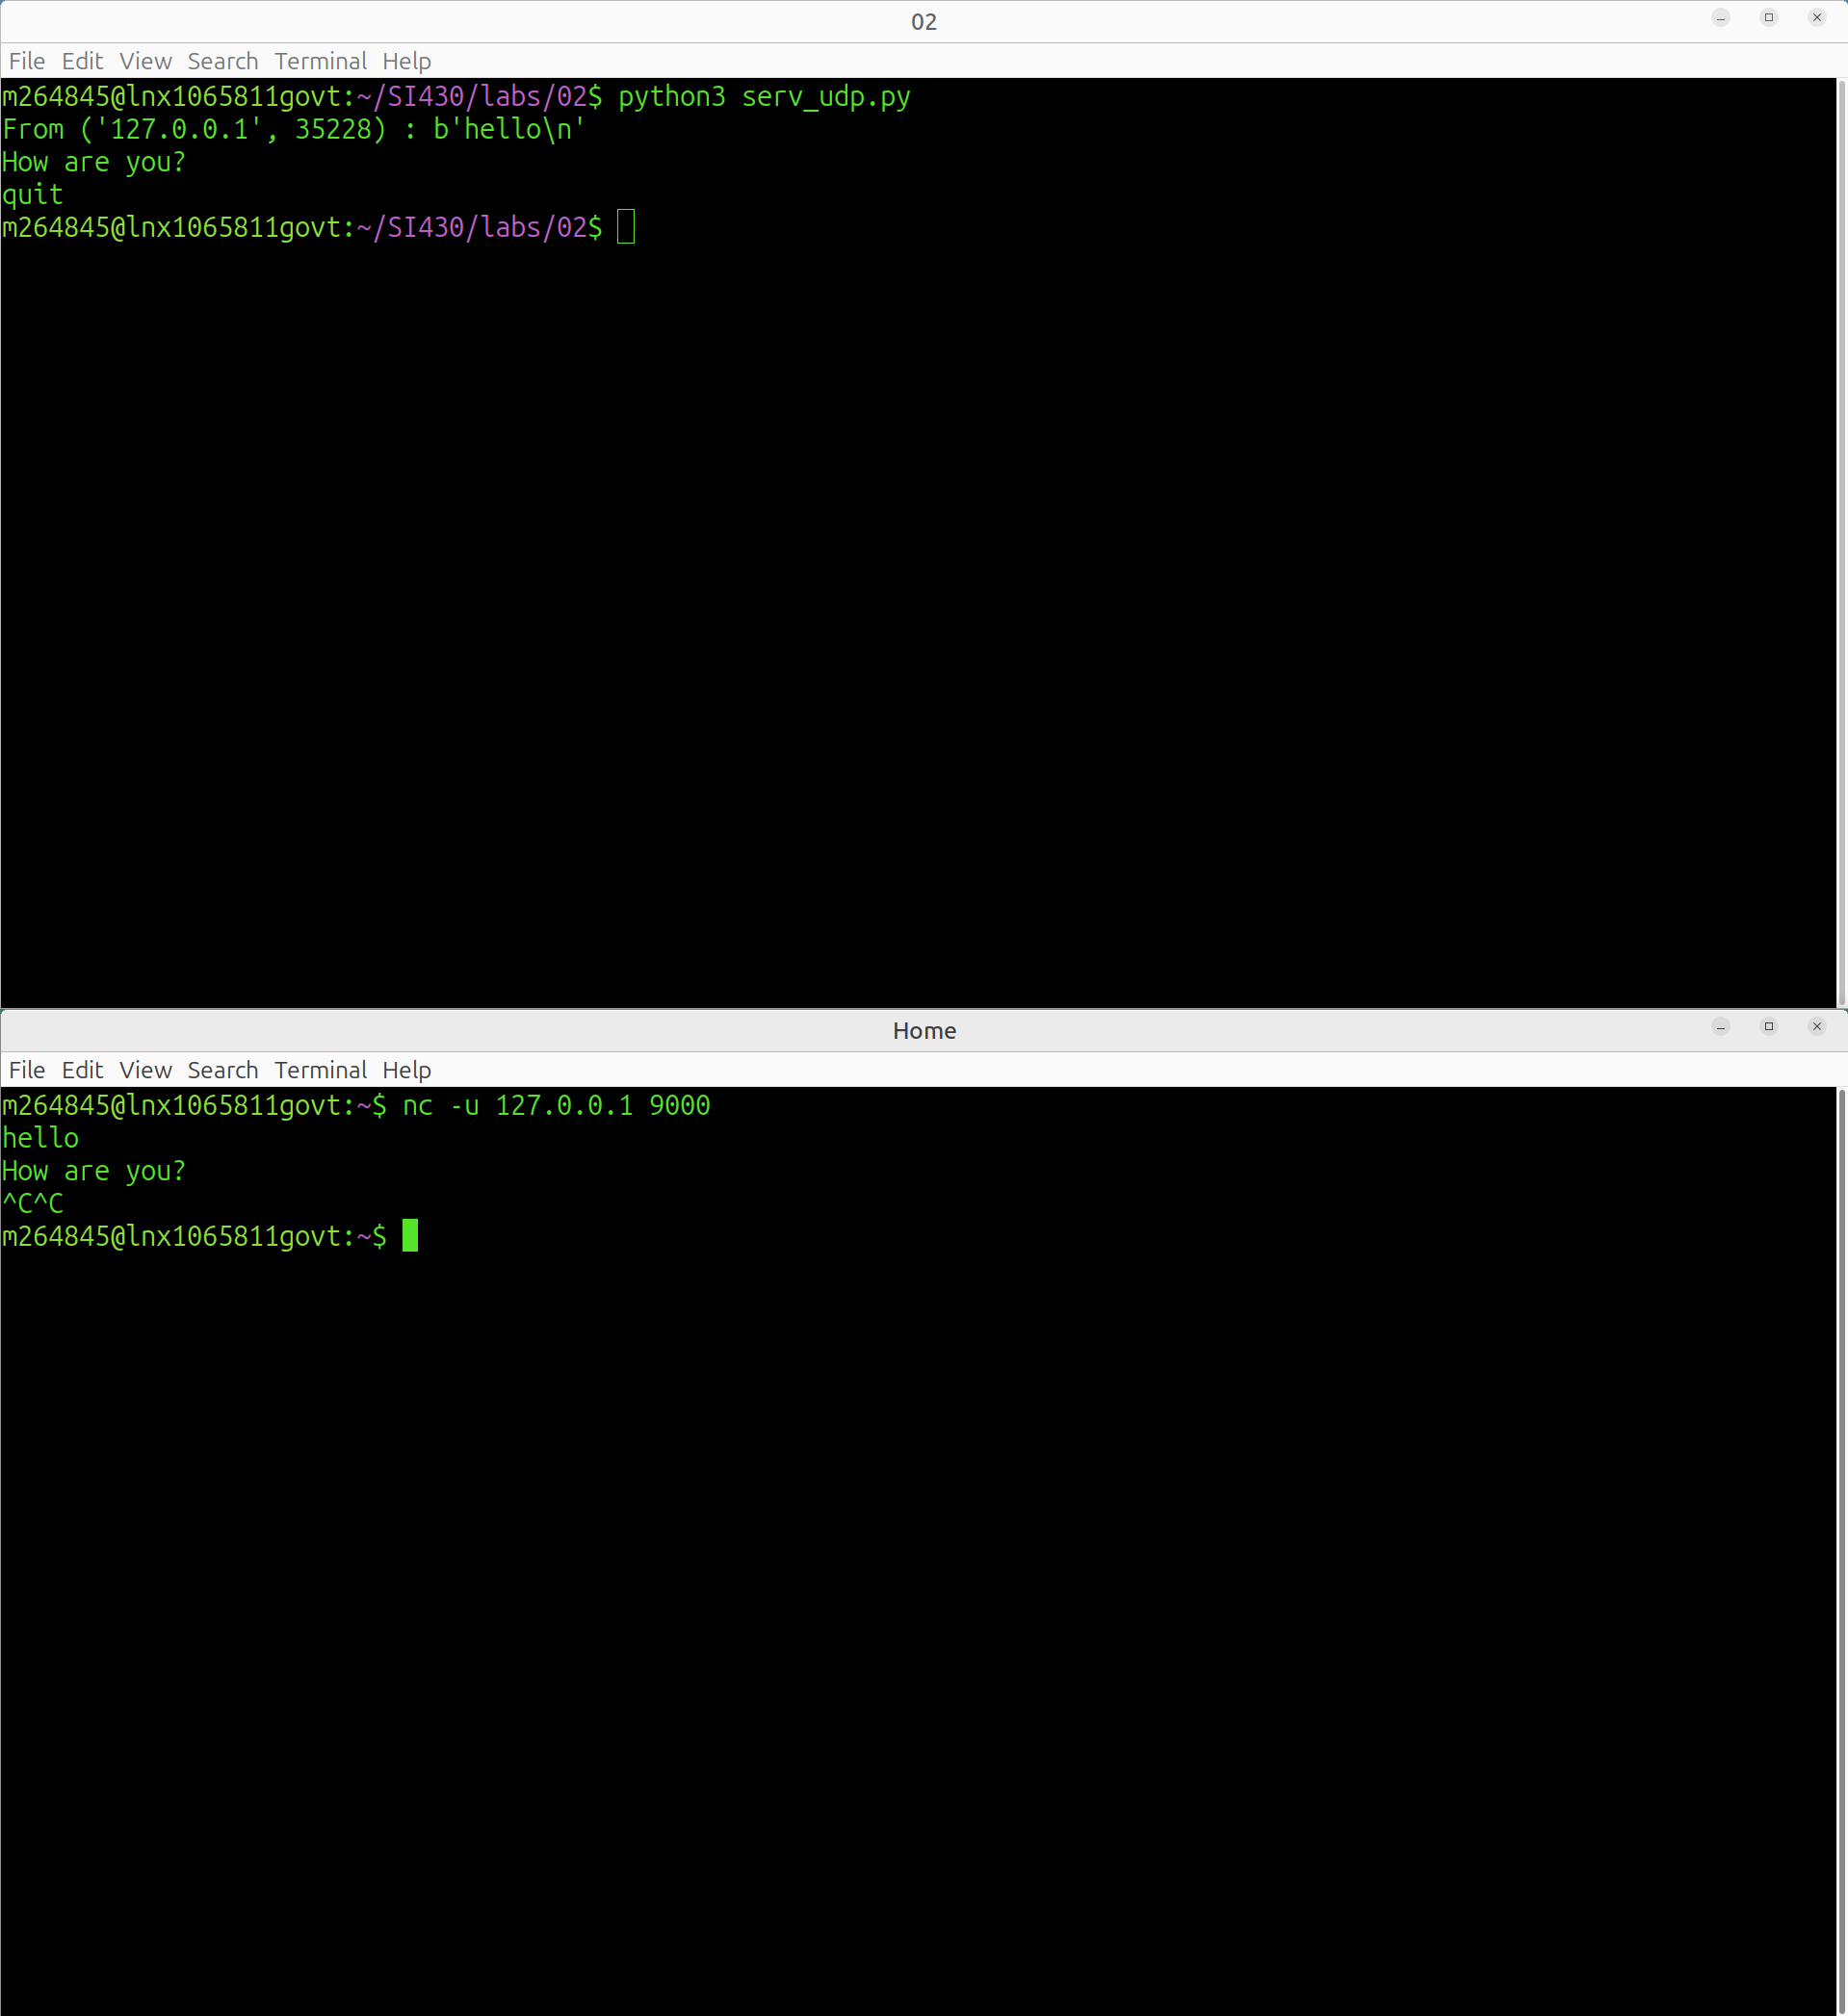 02
File Edit View Search Terminal Help
m264845@lnx1065811govt:~/SI430/labs/02$ python3 serv_udp.py
From ('127.0.0.1', 35228) : b'hello\n'
How are you?
quit
m264845@lnx1065811govt:~/SI430/labs/02$
Home
File Edit View Search Terminal Help
m264845@lnx1065811govt:~$ nc -u 127.0.0.1 9000
hello
How are you?
^C^C
m264845@lnx1065811govt:~$